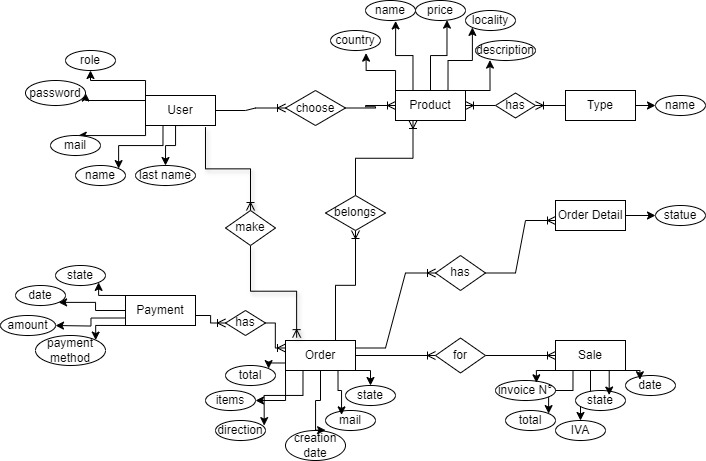 name
price
locality
country
description
role
password
User
choose
Product
has
Type
name
mail
name
last name
make
belongs
Order Detail
statue
has
state
date
Payment
amount
payment
method
has
Order
for
Sale
total
items
direction
creation
date
mail
state
invoice N°
total
IVA
state
date